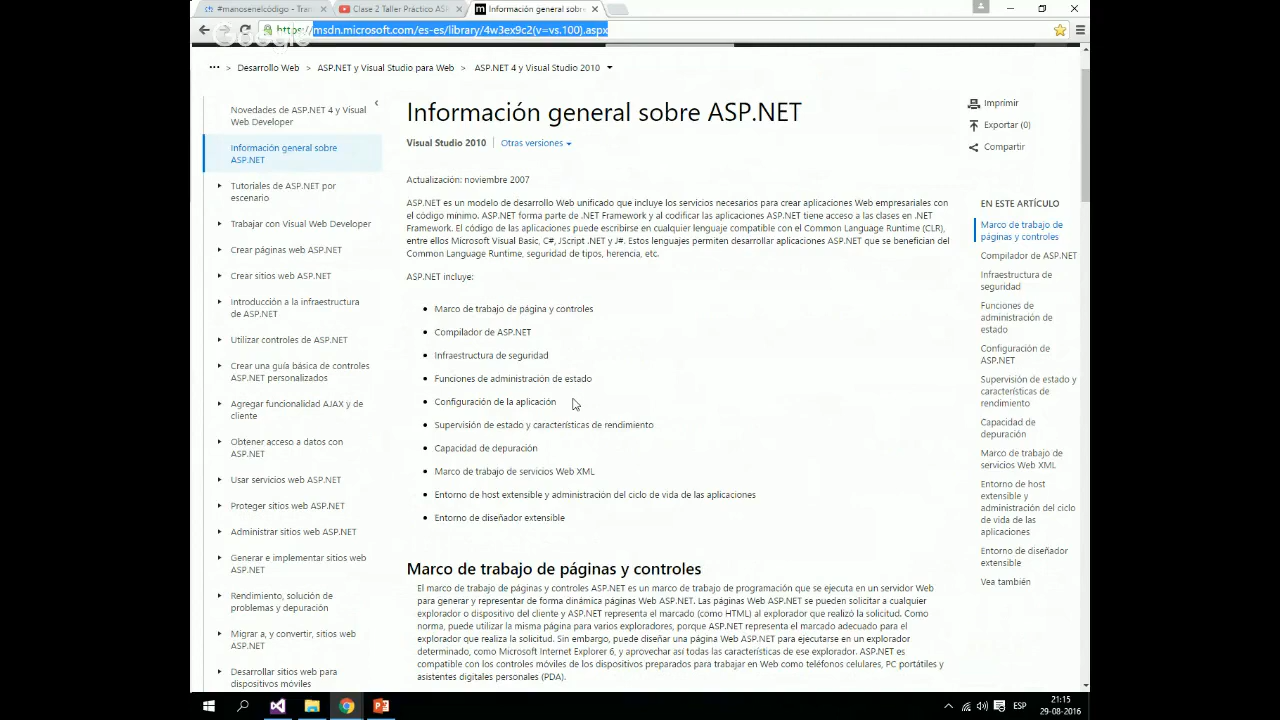 #manosenelcódigo - Tran
Clase 2 Taller Práctico AS
Información general sobre
https://msdn.microsoft.com/es-es/library/4w3ex9c2(v=vs.100).aspx
Google
··· > Desarrollo Web > ASP.NET y Visual Studio para Web > ASP.NET 4 y Visual Studio 2010
Novedades de ASP.NET 4 y Visual
Web Developer
Información general sobre
ASP.NET
Tutoriales de ASP.NET por
escenario
Trabajar con Visual Web Developer
Crear páginas web ASP.NET
Crear sitios web ASP.NET
Introducción a la infraestructura
de ASP.NET
Utilizar controles de ASP.NET
Crear una guía básica de controles
ASP.NET personalizados
Agregar funcionalidad AJAX y de
cliente
Obtener acceso a datos con
ASP.NET
Usar servicios web ASP.NET
Proteger sitios web ASP.NET
Administrar sitios web ASP.NET
Generar e implementar sitios web
ASP.NET
Rendimiento, solución de
problemas y depuración
Migrar a, y convertir, sitios web
ASP.NET
Desarrollar sitios web para
dispositivos móviles
Información general sobre ASP.NET
Visual Studio 2010 | Otras versiones
Actualización: noviembre 2007
ASP.NET es un modelo de desarrollo Web unificado que incluye los servicios necesarios para crear aplicaciones Web empresariales con
el código mínimo. ASP.NET forma parte de .NET Framework y al codificar las aplicaciones ASP.NET tiene acceso a las clases en .NET
Framework. El código de las aplicaciones puede escribirse en cualquier lenguaje compatible con el Common Language Runtime (CLR),
entre ellos Microsoft Visual Basic, C#, JScript .NET y J#. Estos lenguajes permiten desarrollar aplicaciones ASP.NET que se benefician del
Common Language Runtime, seguridad de tipos, herencia, etc.
ASP.NET incluye:
Marco de trabajo de página y controles
Compilador de ASP.NET
Infraestructura de seguridad
Funciones de administración de estado
Configuración de la aplicación
Supervisión de estado y características de rendimiento
Capacidad de depuración
Marco de trabajo de servicios Web XML
Entorno de host extensible y administración del ciclo de vida de las aplicaciones
Entorno de diseñador extensible
Marco de trabajo de páginas y controles
El marco de trabajo de páginas y controles ASP.NET es un marco de trabajo de programación que se ejecuta en un servidor Web
para generar y representar de forma dinámica páginas Web ASP.NET. Las páginas Web ASP.NET se pueden solicitar a cualquier
explorador o dispositivo del cliente y ASP.NET representa el marcado (como HTML) al explorador que realizó la solicitud. Como
norma, puede utilizar la misma página para varios exploradores, porque ASP.NET representa el marcado adecuado para el
explorador que realiza la solicitud. Sin embargo, puede diseñar una página Web ASP.NET para ejecutarse en un explorador
determinado, como Microsoft Internet Explorer 6, y aprovechar así todas las características de ese explorador. ASP.NET es
compatible con los controles móviles de los dispositivos preparados para trabajar en Web como teléfonos celulares, PC portátiles y
asistentes digitales personales (PDA).
Imprimir
Exportar (0)
Compartir
EN ESTE ARTÍCULO
Marco de trabajo de
páginas y controles
Compilador de ASP.NET
Infraestructura de
seguridad
Funciones de
administración de
estado
Configuración de
ASP.NET
Supervisión de estado y
características de
rendimiento
Capacidad de
depuración
Marco de trabajo de
servicios Web XML
Entorno de host
extensible y
administración del ciclo
de vida de las
aplicaciones
Entorno de diseñador
extensible
Vea también
ESP
21:15
29-08-2016